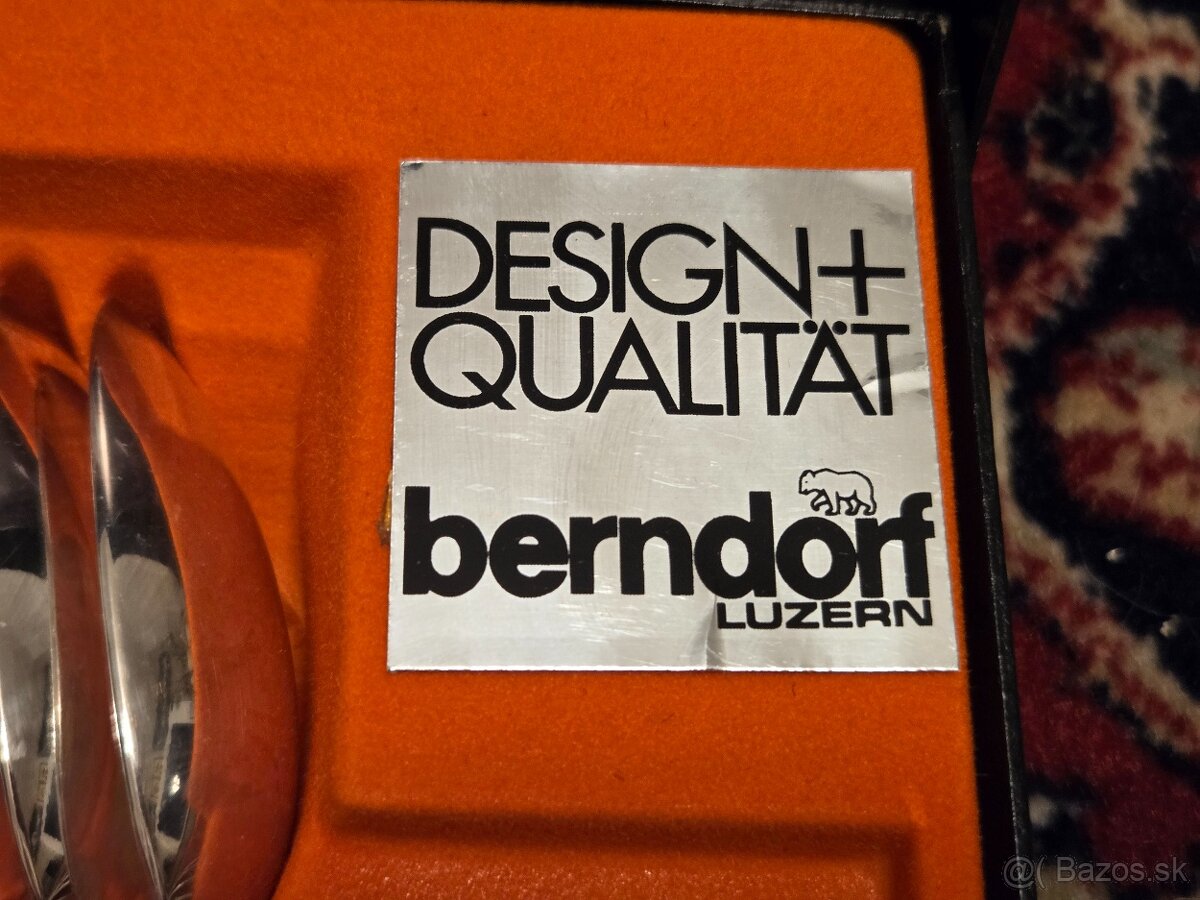 DESIGN+
QUALITÄT
berndorf
LUZERN
@( Bazos.sk